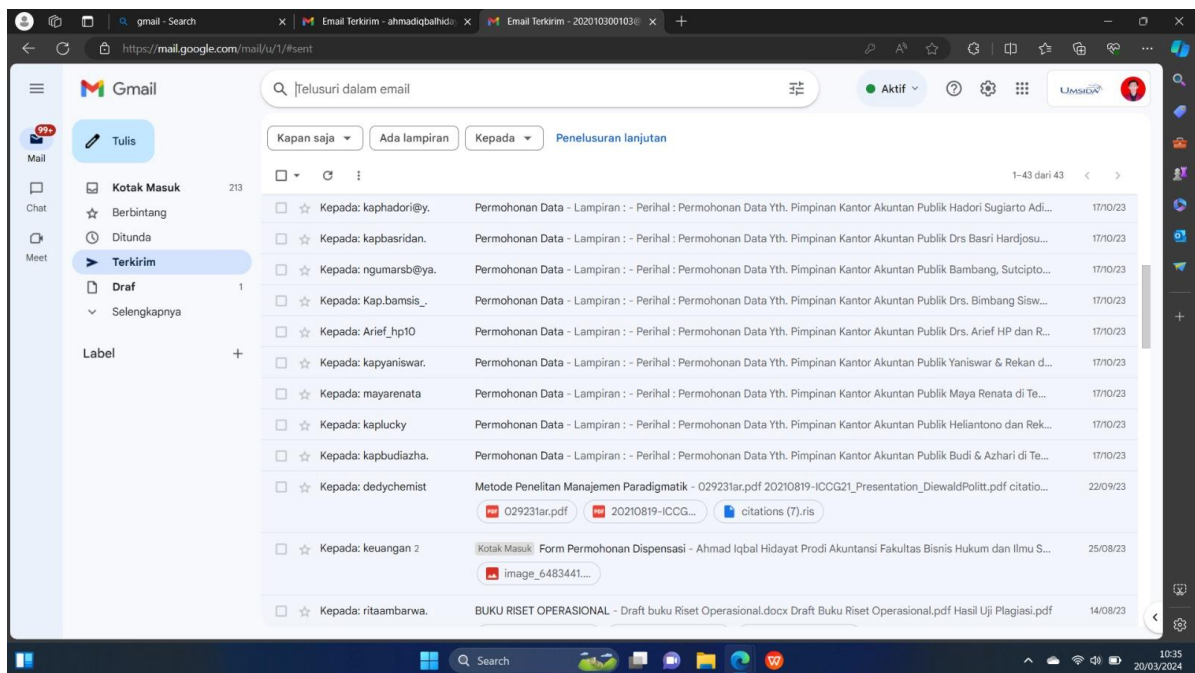 gmail - Search
Email Terkirim - ahmadiqbalhiday
Email Terkirim - 202010300103@
https://mail.google.com/mail/u/1/#sent
Gmail
Telusuri dalam email
Aktif
UMSIDA
99+
Mail
Tulis
Kapan saja Ada lampiran Kepada Penelusuran lanjutan
1–43 dari 43
Chat
Meet
Kotak Masuk 213
Berbintang
Ditunda
Terkirim
Draf 1
Selengkapnya
Label
Kepada: kaphadori@y. Permohonan Data - Lampiran : - Perihal : Permohonan Data Yth. Pimpinan Kantor Akuntan Publik Hadori Sugiarto Adi... 17/10/23
Kepada: kapbasridan. Permohonan Data - Lampiran : - Perihal : Permohonan Data Yth. Pimpinan Kantor Akuntan Publik Drs Basri Hardjosu... 17/10/23
Kepada: ngumarsb@ya. Permohonan Data - Lampiran : - Perihal : Permohonan Data Yth. Pimpinan Kantor Akuntan Publik Bambang, Sutcipto... 17/10/23
Kepada: Kap.bamsis_. Permohonan Data - Lampiran : - Perihal : Permohonan Data Yth. Pimpinan Kantor Akuntan Publik Drs. Bimbang Sisw... 17/10/23
Kepada: Arief_hp10 Permohonan Data - Lampiran : - Perihal : Permohonan Data Yth. Pimpinan Kantor Akuntan Publik Drs. Arief HP dan R... 17/10/23
Kepada: kapyaniswar. Permohonan Data - Lampiran : - Perihal : Permohonan Data Yth. Pimpinan Kantor Akuntan Publik Yaniswar & Rekan d... 17/10/23
Kepada: mayarenata Permohonan Data - Lampiran : - Perihal : Permohonan Data Yth. Pimpinan Kantor Akuntan Publik Maya Renata di Te... 17/10/23
Kepada: kaplucky Permohonan Data - Lampiran : - Perihal : Permohonan Data Yth. Pimpinan Kantor Akuntan Publik Heliantono dan Rek... 17/10/23
Kepada: kapbudiazha. Permohonan Data - Lampiran : - Perihal : Permohonan Data Yth. Pimpinan Kantor Akuntan Publik Budi & Azhari di Te... 17/10/23
Kepada: dedychemist Metode Penelitan Manajemen Paradigmatik - 029231ar.pdf 20210819-ICCG21_Presentation_DiewaldPolitt.pdf citatio... 22/09/23
PDF 029231ar.pdf PDF 20210819-ICCG... citations (7).ris
Kepada: keuangan 2 Kotak Masuk Form Permohonan Dispensasi - Ahmad Iqbal Hidayat Prodi Akuntansi Fakultas Bisnis Hukum dan Ilmu S... 25/08/23
image_6483441....
Kepada: ritaambarwa. BUKU RISET OPERASIONAL - Draft buku Riset Operasional.docx Draft Buku Riset Operasional.pdf Hasil Uji Plagiasi.pdf 14/08/23
Search
10:35
20/03/2024